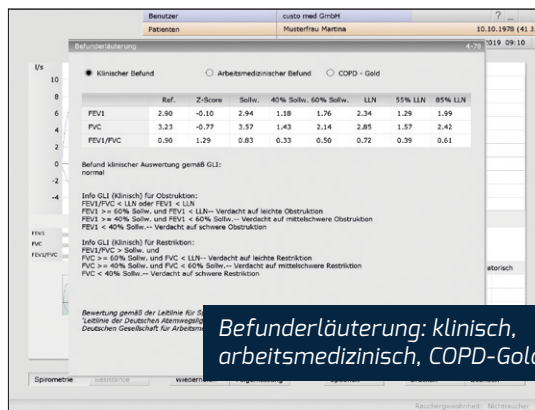 Benutzer custo med GmbH ? _
Patienten Musterfrau Martina 10.10.1978 (41 J.
Befunderläuterung 4-79 2019 09:10
l/s
Klinischer Befund Arbeitsmedizinischer Befund COPD - Gold
10
8
6
4
2
0
-2
-4
Ref. Z-Score Sollw. 40% Sollw. 60% Sollw. LLN 55% LLN 85% LLN
FEV1 2.90 -0.10 2.94 1.18 1.76 2.34 1.29 1.99
FVC 3.23 -0.77 3.57 1.43 2.14 2.85 1.57 2.42
FEV1/FVC 0.90 1.29 0.83 0.33 0.50 0.72 0.39 0.61
Befund klinischer Auswertung gemäß GLI:
normal
Info GLI (Klinisch) für Obstruktion:
FEV1/FVC < LLN oder FEV1 < LLN
FEV1 >= 60% Sollw. und FEV1 < LLN-- Verdacht auf leichte Obstruktion
FEV1 >= 40% Sollw. und FEV1 < 60% Sollw.-- Verdacht auf mittelschwere Obstruktion
FEV1 < 40% Sollw.-- Verdacht auf schwere Obstruktion
Info GLI (Klinisch) für Restriktion:
FEV1/FVC > Sollw. und
FVC >= 60% Sollw. und FVC < LLN-- Verdacht auf leichte Restriktion
FVC >= 40% Sollw. und FVC < 60% Sollw.-- Verdacht auf mittelschwere Restriktion
FVC < 40% Sollw.-- Verdacht auf schwere Restriktion
FEV1
FVC
FEV1/FVC
atorisch
Bewertung gemäß der Leitlinie für
"Leitlinie der Deutschen Atemwegslig
Deutschen Gesellschaft für Arbeitsm
Befunderläuterung: klinisch,
arbeitsmedizinisch, COPD-Gold
Spirometrie Resistance
Rauchergewohnheit: Nichtraucher